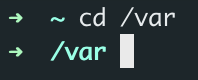 ➜ ~ cd /var
➜ /var